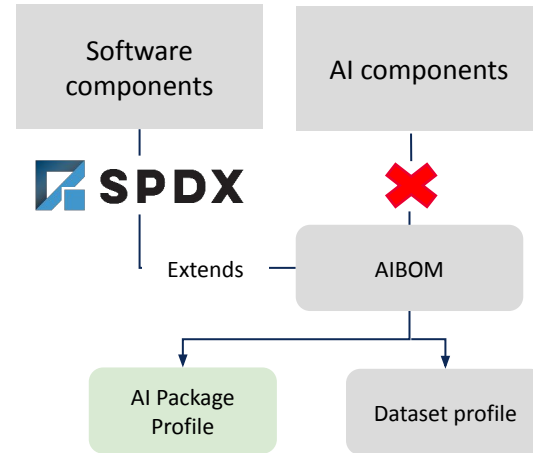 Software
components
AI components
SPDX
Extends
AIBOM
AI Package
Profile
Dataset profile